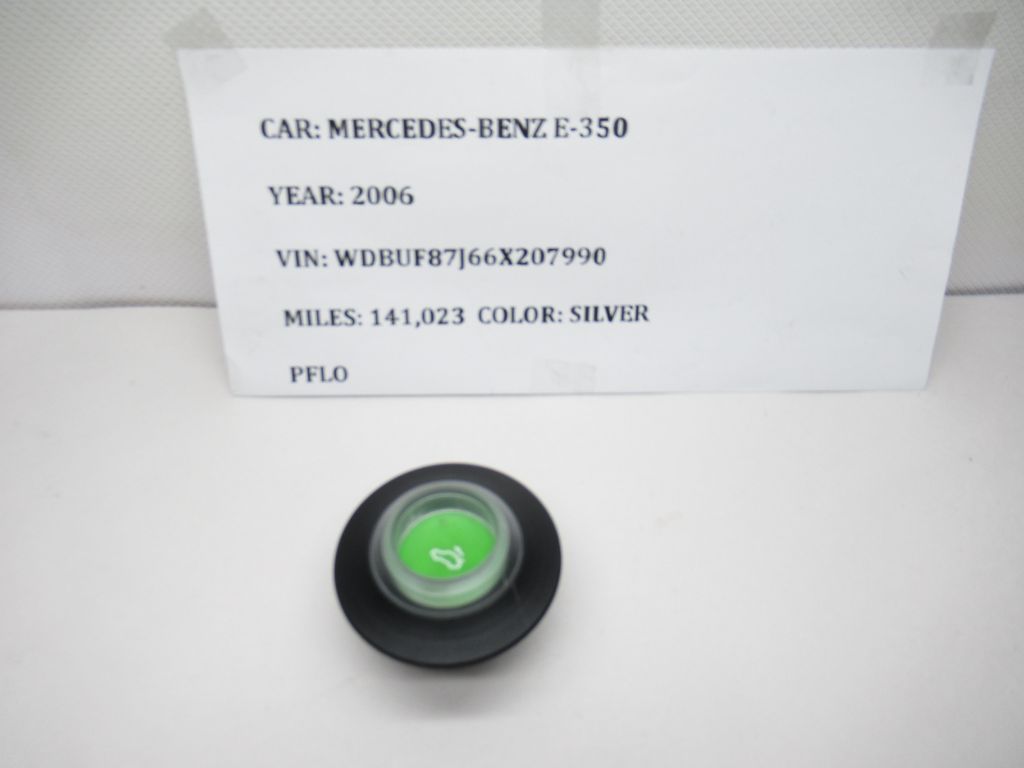 CAR: MERCEDES-BENZ E-350
YEAR: 2006
VIN: WDBUF87J66X207990
MILES: 141,023 COLOR: SILVER
PFLO